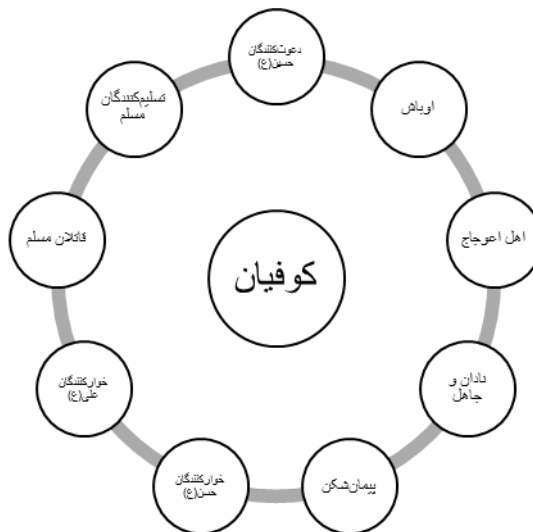 دعوت‌کنندگان
حسین(ع)
اوباش
اهل اعوجاج
نادان و
جاهل
پیمان‌شکن
خوارکنندگان
حسن(ع)
خوارکنندگان
علی(ع)
قاتلان مسلم
تسلیم‌کنندگان
مسلم
کوفیان